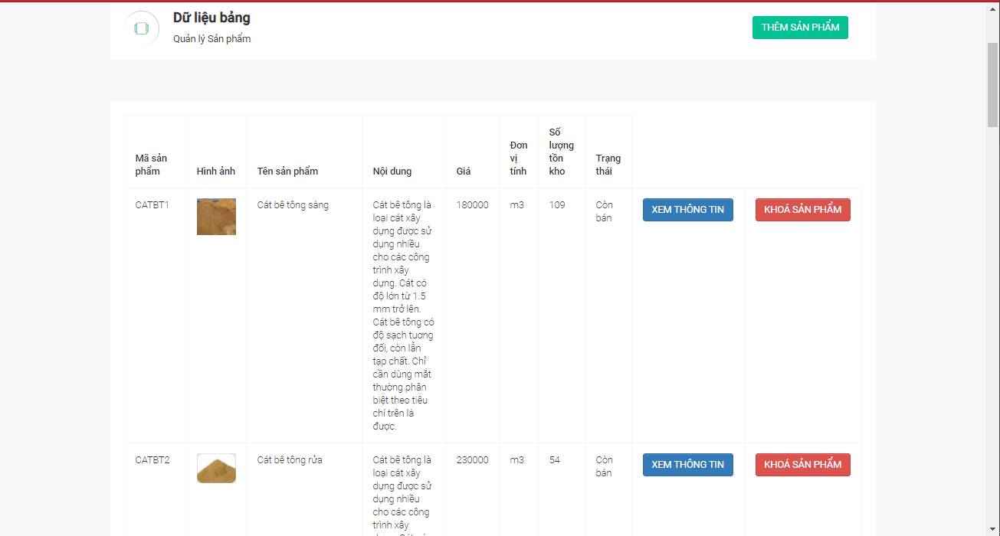 Dữ liệu bảng
Quản lý Sản phẩm
THÊM SẢN PHẨM
Mã sản
phẩm
Hình ảnh
Tên sản phẩm
Nội dung
Giá
Đơn
vị
tính
Số
lượng
tồn
kho
Trạng
thái
CATBT1
Cát bê tông sàng
Cát bê tông là
loại cát xây
dựng được sử
dụng nhiều
cho các công
trình xây
dựng. Cát có
độ lớn từ 1.5
mm trở lên.
Cát bê tông có
độ sạch tuơng
đối, còn lẫn
tạp chất. Chỉ
cần dùng mắt
thường phân
biệt theo tiêu
chí trên là
được.
180000
m3
109
Còn
bán
XEM THÔNG TIN
KHOÁ SẢN PHẨM
CATBT2
Cát bê tông rửa
Cát bê tông là
loại cát xây
dựng được sử
dụng nhiều
cho các công
trình xây
230000
m3
54
Còn
bán
XEM THÔNG TIN
KHOÁ SẢN PHẨM